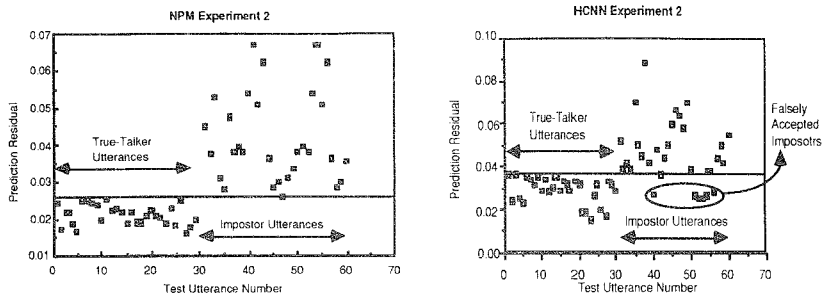 NPM Experiment 2
0.07
0.06
0.05
0.04
0.03
0.02
0.01
Prediction Residual
True-Talker
Utterances
Impostor Utterances
0 10 20 30 40 50 60 70
Test Utterance Number
HCNN Experiment 2
0.10
0.08
0.06
0.04
0.02
0.00
Prediction Residual
True-Talker
Utterances
Impostor Utterances
Falsely
Accepted
Imposotrs
0 10 20 30 40 50 60 70
Test Utterance Number